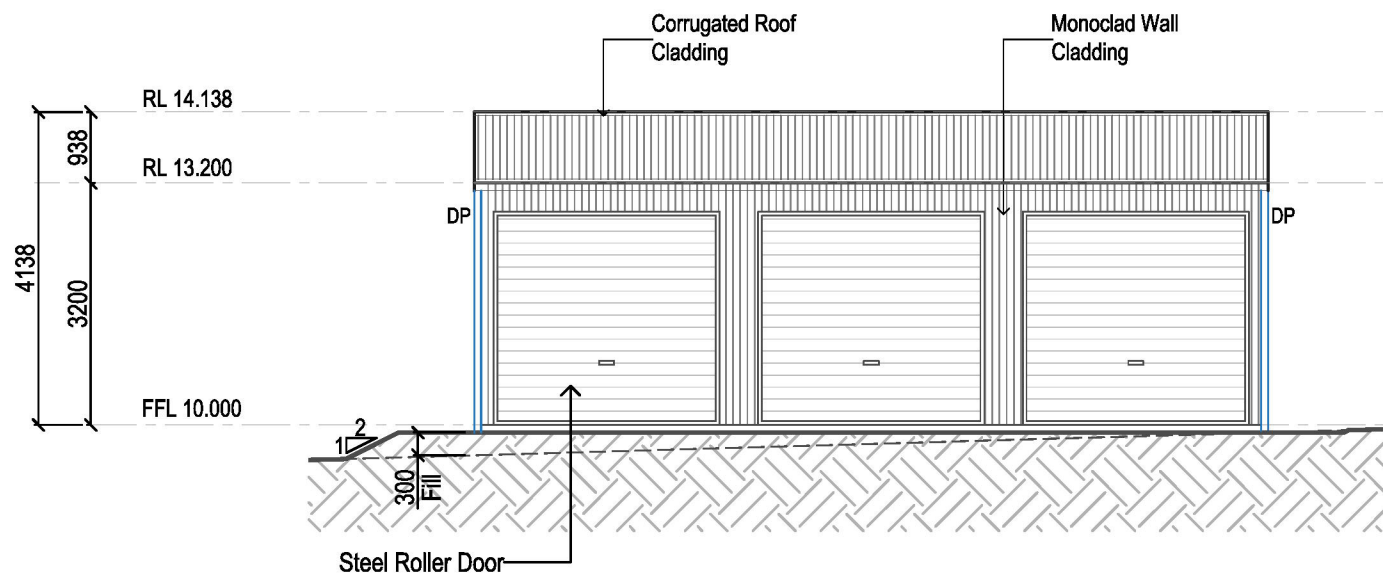 Corrugated Roof
Cladding
Monoclad Wall
Cladding
RL 14.138
938
RL 13.200
DP
DP
4138
3200
FFL 10.000
1
2
300
Fill
Steel Roller Door